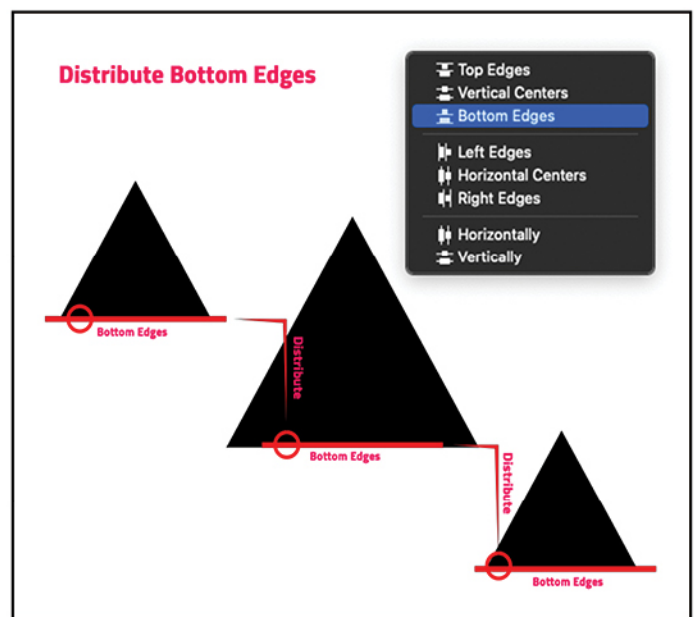 Distribute Bottom Edges
Top Edges
Vertical Centers
Bottom Edges
Left Edges
Horizontal Centers
Right Edges
Horizontally
Vertically
Bottom Edges
Distribute
Bottom Edges
Distribute
Bottom Edges